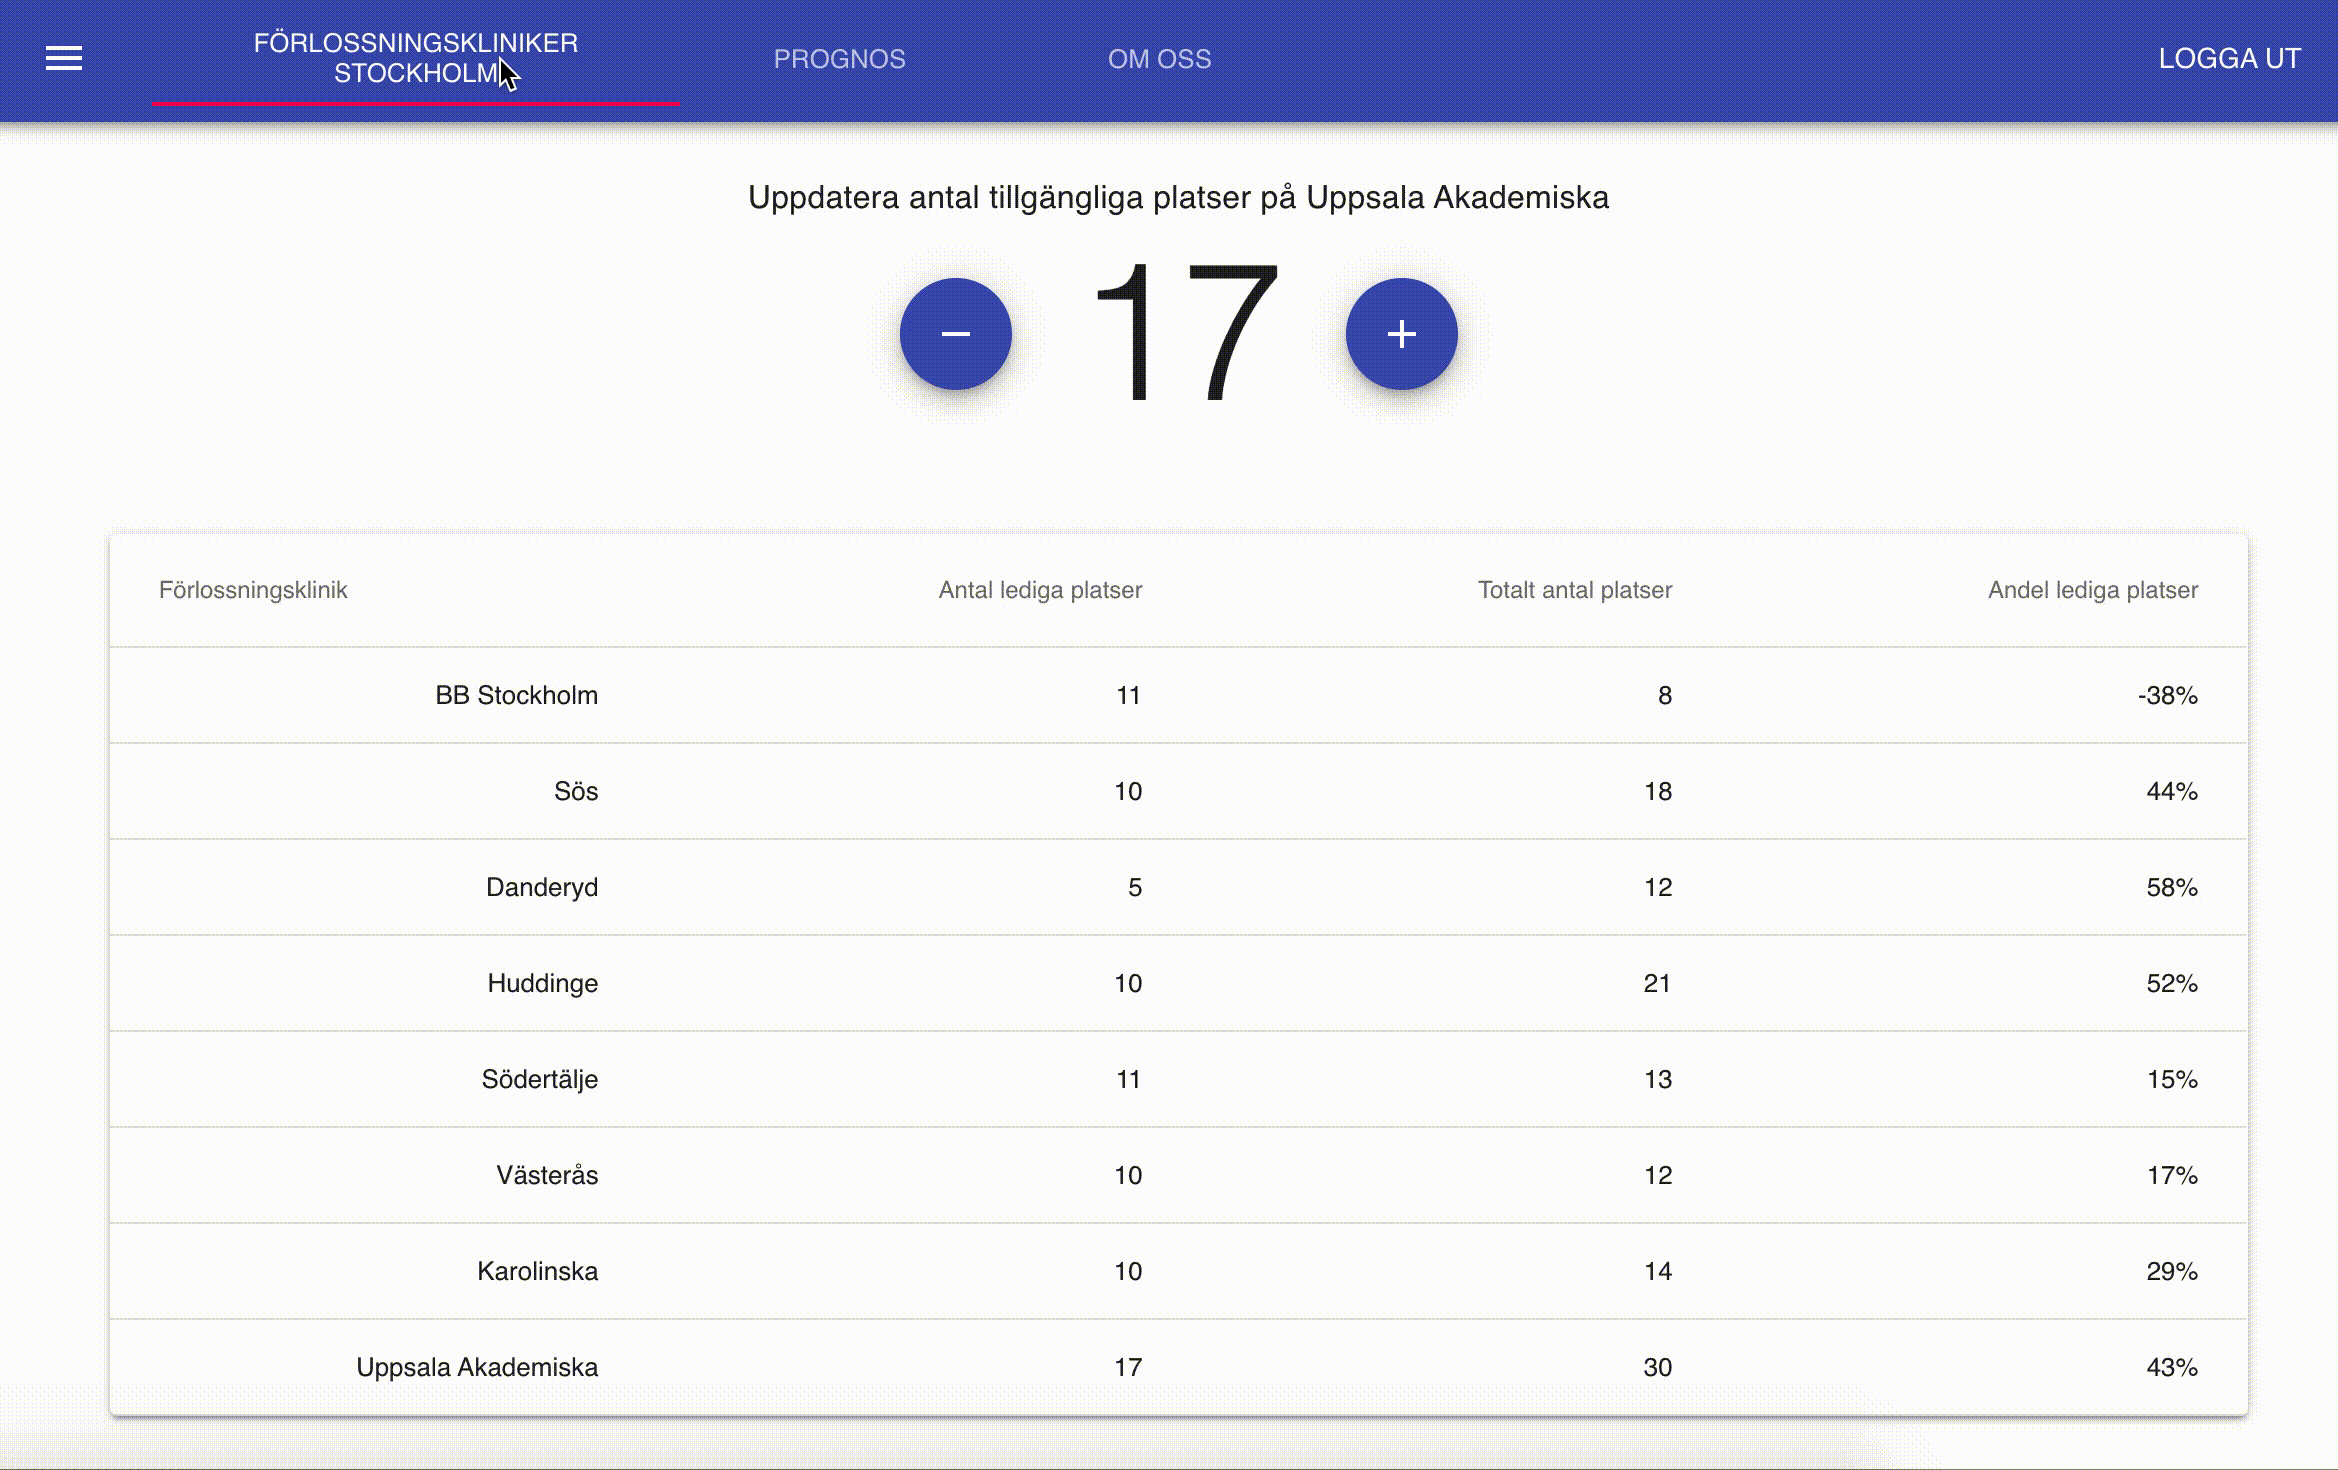 FÖRLOSSNINGSKLINIKER
STOCKHOLM
PROGNOS
OM OSS
LOGGA UT
Uppdatera antal tillgängliga platser på Uppsala Akademiska
− 17 +
Förlossningsklinik Antal lediga platser Totalt antal platser Andel lediga platser
BB Stockholm 11 8 -38%
Sös 10 18 44%
Danderyd 5 12 58%
Huddinge 10 21 52%
Södertälje 11 13 15%
Västerås 10 12 17%
Karolinska 10 14 29%
Uppsala Akademiska 17 30 43%